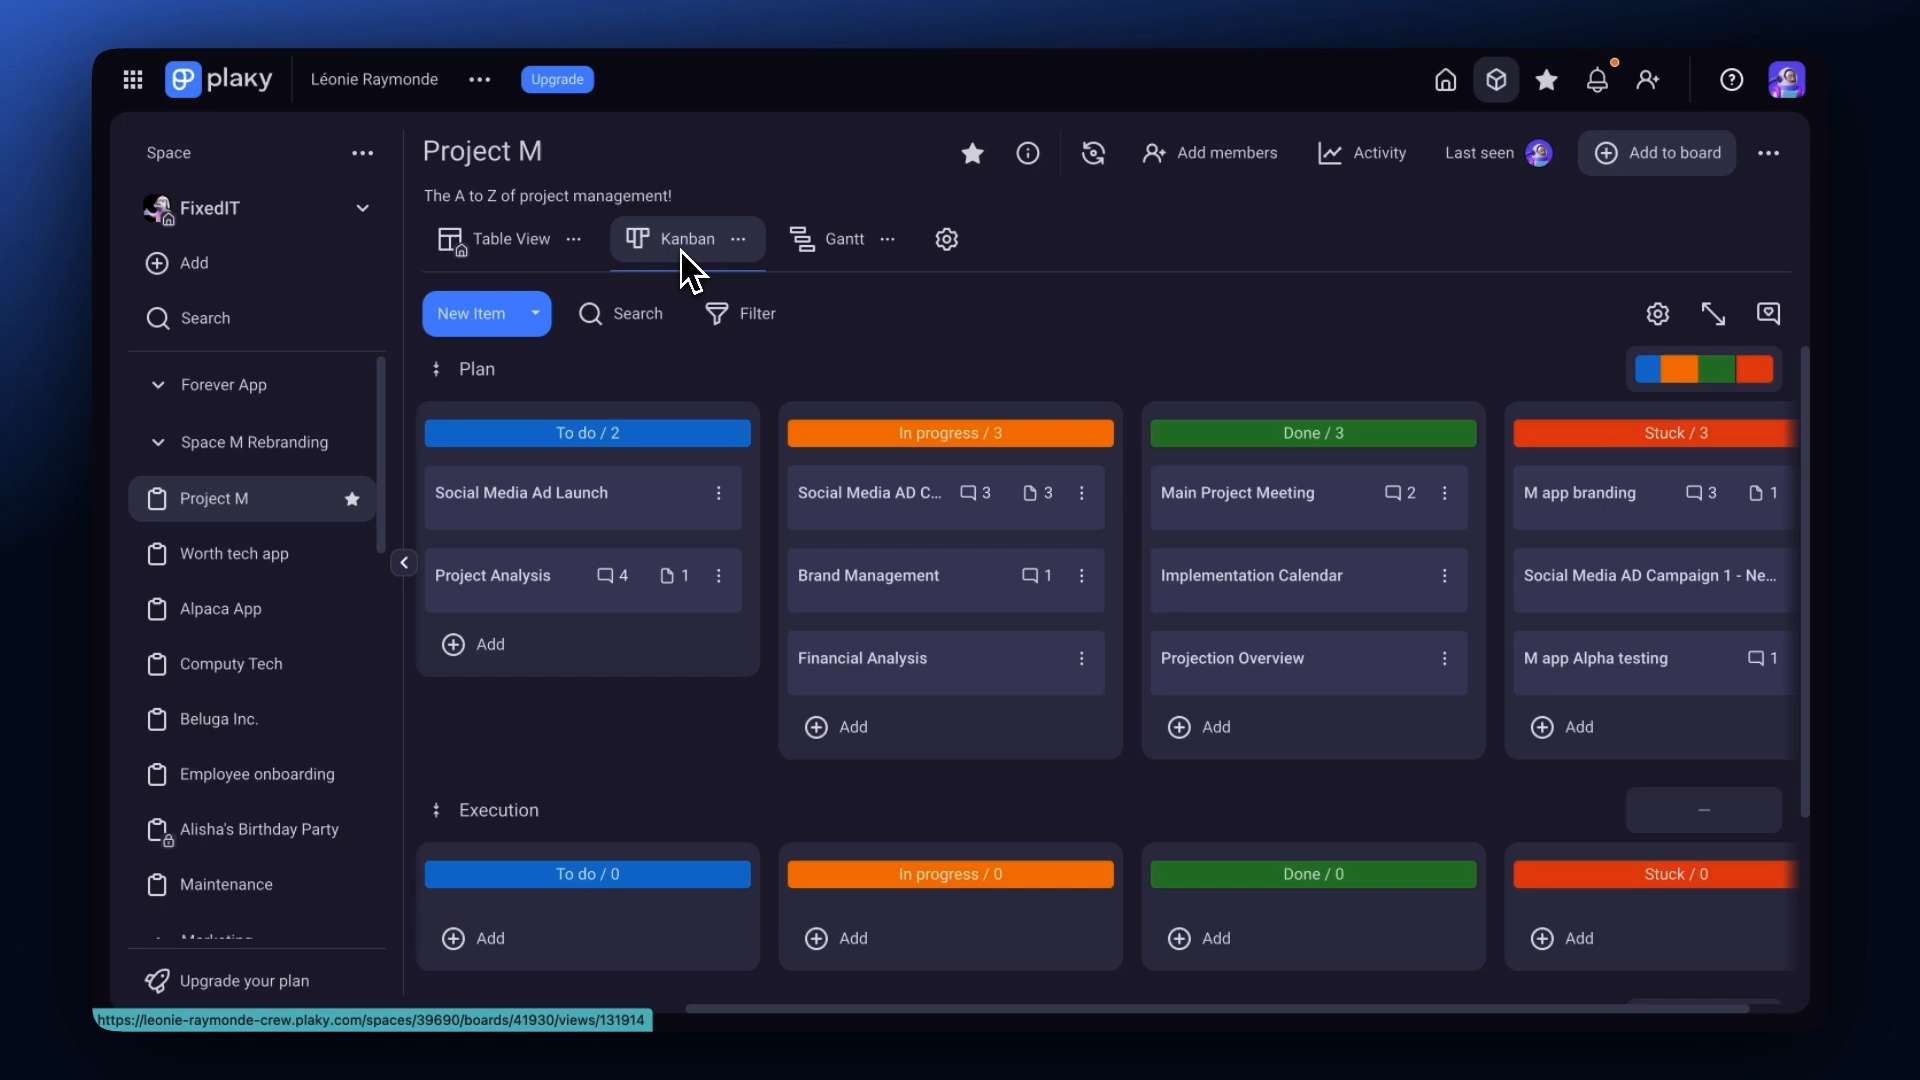 plaky
Léonie Raymonde
Upgrade
Space
FixedIT
Add
Search
Forever App
Space M Rebranding
Project M
Worth tech app
Alpaca App
Computy Tech
Beluga Inc.
Employee onboarding
Alisha's Birthday Party
Maintenance
Upgrade your plan
Project M
Add members
Activity
Last seen
Add to board
The A to Z of project management!
Table View
Kanban
Gantt
New Item
Search
Filter
Plan
To do / 2
Social Media Ad Launch
Project Analysis 4 1
Add
In progress / 3
Social Media AD C... 3 3
Brand Management 1
Financial Analysis
Add
Done / 3
Main Project Meeting 2
Implementation Calendar
Projection Overview
Add
Stuck / 3
M app branding 3 1
Social Media AD Campaign 1 - Ne...
M app Alpha testing 1
Add
Execution
–
To do / 0
Add
In progress / 0
Add
Done / 0
Add
Stuck / 0
Add
https://leonie-raymonde-crew.plaky.com/spaces/39690/boards/41930/views/131914